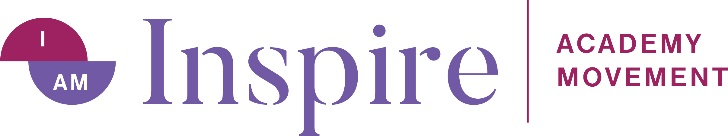 I
AM
Inspire
ACADEMY
MOVEMENT